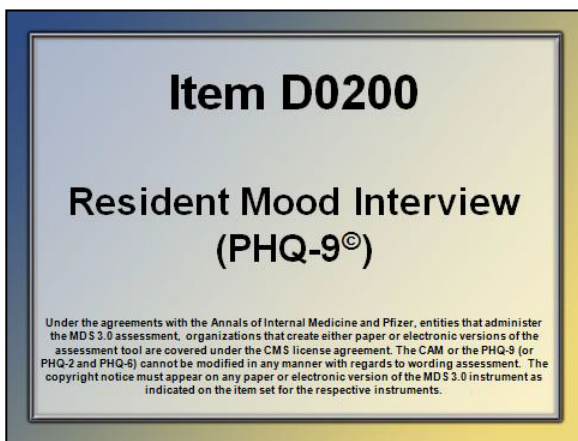 Item D0200
Resident Mood Interview
(PHQ-9©)
Under the agreements with the Annals of Internal Medicine and Pfizer, entities that administer
the MDS 3.0 assessment, organizations that create either paper or electronic versions of the
assessment tool are covered under the CMS license agreement. The CAM or the PHQ-9 (or
PHQ-2 and PHQ-6) cannot be modified in any manner with regards to wording assessment. The
copyright notice must appear on any paper or electronic version of the MDS 3.0 instrument as
indicated on the item set for the respective instruments.